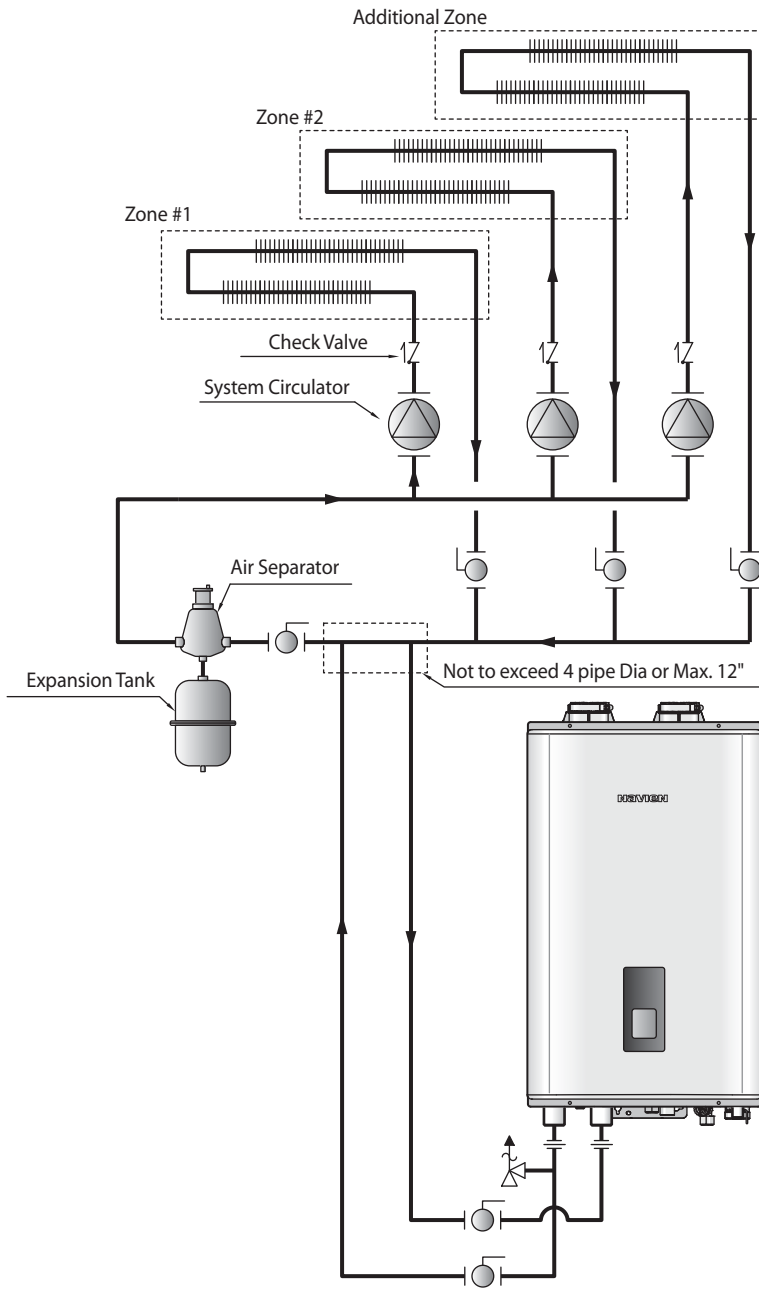 Additional Zone
Zone #2
Zone #1
Check Valve
System Circulator
Air Separator
Expansion Tank
Not to exceed 4 pipe Dia or Max. 12"
NAVIEN